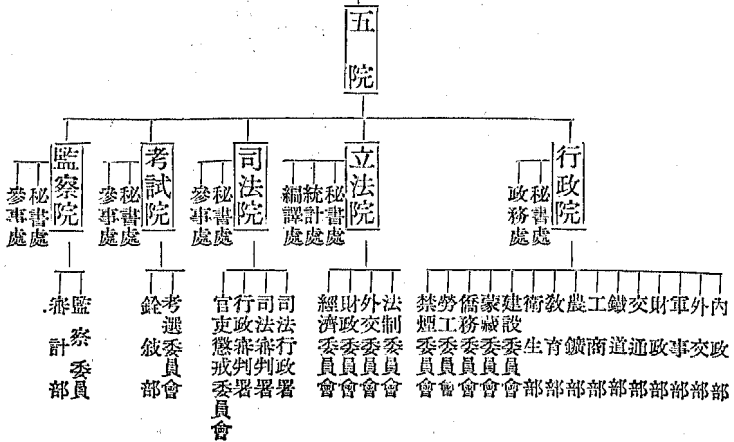 五院
行政院
秘書處
政務處
內政部
外交部
軍事部
財政部
交通部
鐵道部
工商部
農鑛部
教育部
衛生部
建設委員會
蒙藏委員會
僑務委員會
勞工委員會
禁煙委員會
立法院
秘書處
統計處
編譯處
法制委員會
外交委員會
財政委員會
經濟委員會
司法院
秘書處
參事處
司法行政署
司法審判署
行政審判署
官吏懲戒委員會
考試院
秘書處
參事處
考選委員會
銓敍部
監察院
秘書處
參事處
監察委員
審計部